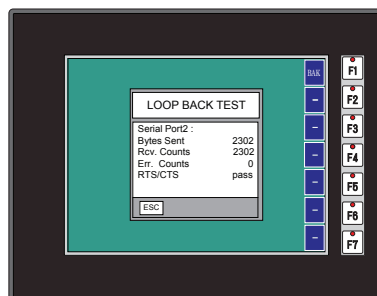 LOOP BACK TEST
Serial Port2 :
Bytes Sent 2302
Rcv. Counts 2302
Err. Counts 0
RTS/CTS pass
ESC
BAK
-
-
-
-
-
-
-
F1
F2
F3
F4
F5
F6
F7